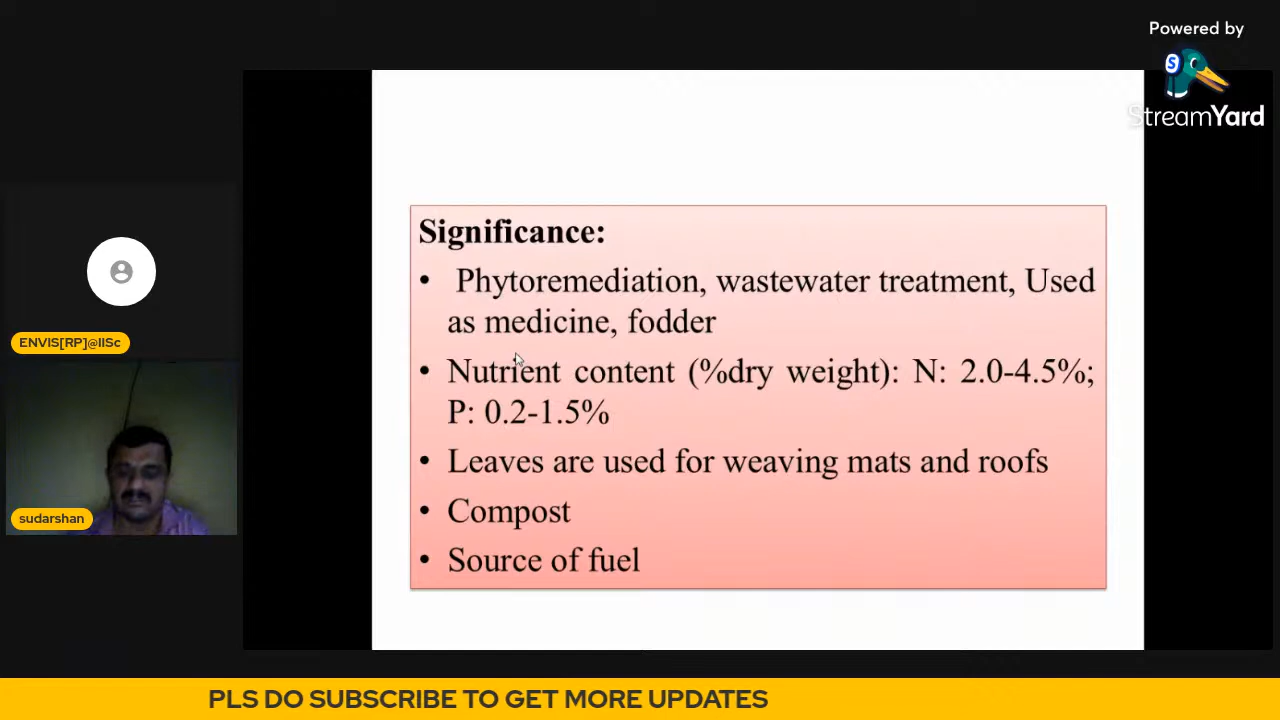 Powered by
StreamYard
Significance:
• Phytoremediation, wastewater treatment, Used
as medicine, fodder
• Nutrient content (%dry weight): N: 2.0-4.5%;
P: 0.2-1.5%
• Leaves are used for weaving mats and roofs
• Compost
• Source of fuel
ENVIS[RP]@IISc
sudarshan
PLS DO SUBSCRIBE TO GET MORE UPDATES